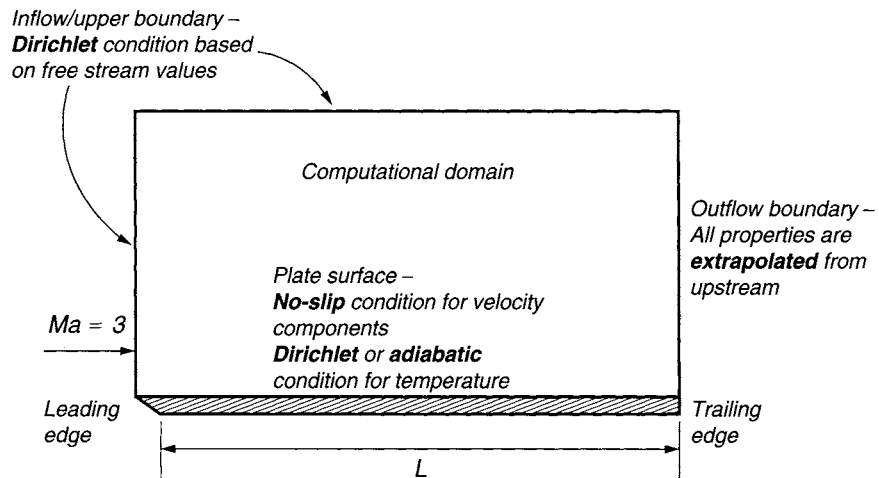 Inflow/upper boundary –
Dirichlet condition based
on free stream values
Computational domain
Outflow boundary –
All properties are
extrapolated from
upstream
Plate surface –
No-slip condition for velocity
components
Dirichlet or adiabatic
condition for temperature
Ma = 3
Leading
edge
Trailing
edge
L